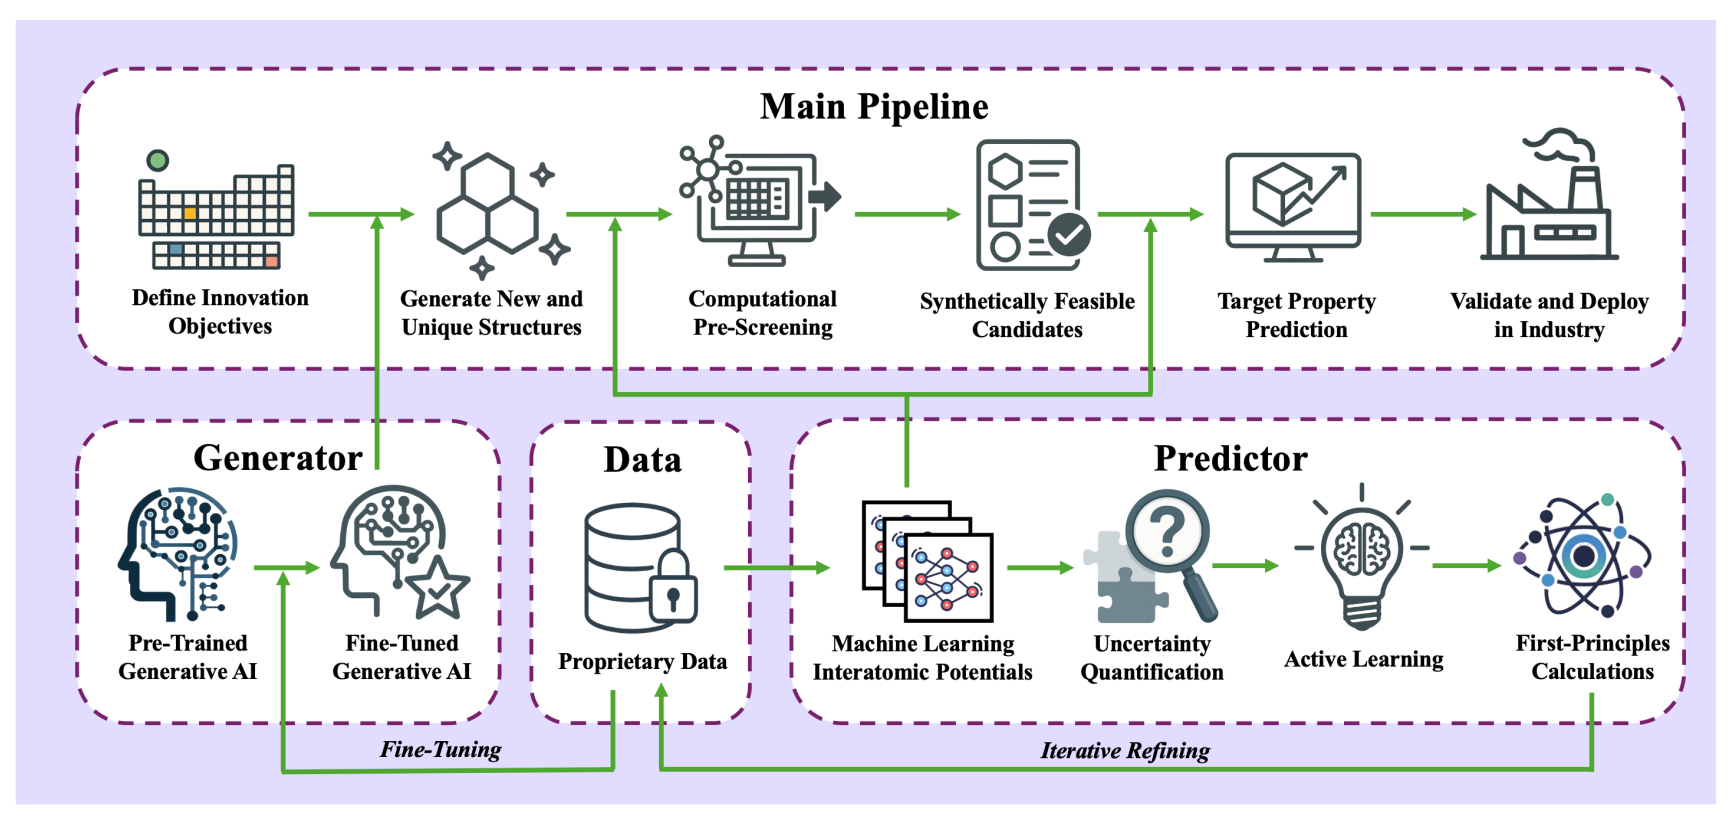 Main Pipeline
Define Innovation
Objectives
Generate New and
Unique Structures
Computational
Pre-Screening
Synthetically Feasible
Candidates
Target Property
Prediction
Validate and Deploy
in Industry
Generator
Pre-Trained
Generative AI
Fine-Tuned
Generative AI
Data
Proprietary Data
Predictor
?
Machine Learning
Interatomic Potentials
Uncertainty
Quantification
Active Learning
First-Principles
Calculations
Fine-Tuning
Iterative Refining